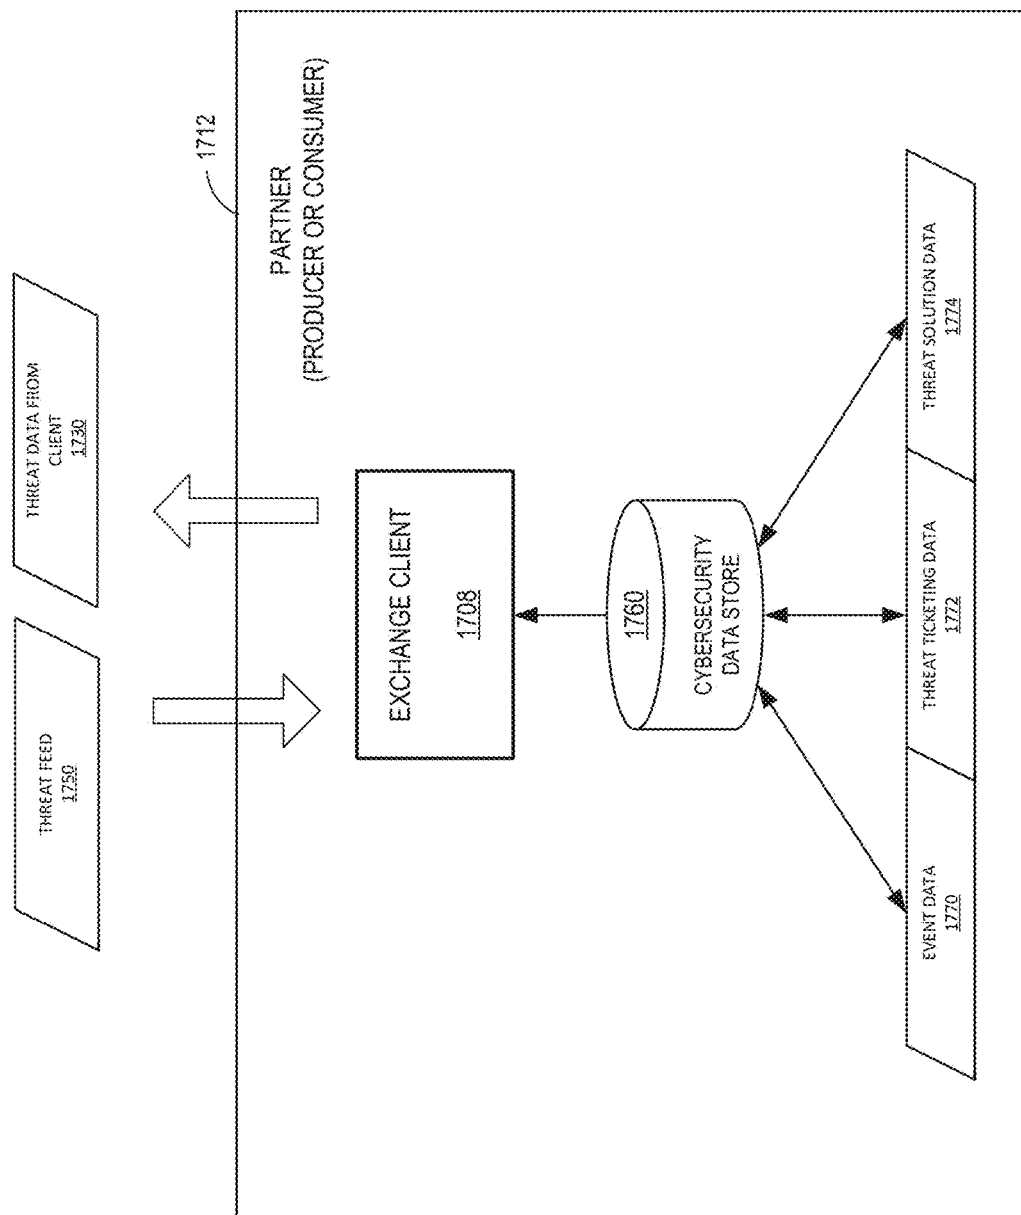 THREAT FEED
1750
THREAT DATA FROM
CLIENT
1730
1712
PARTNER
(PRODUCER OR CONSUMER)
EXCHANGE CLIENT
1708
1760
CYBERSECURITY
DATA STORE
EVENT DATA
1770
THREAT TICKETING DATA
1772
THREAT SOLUTION DATA
1774